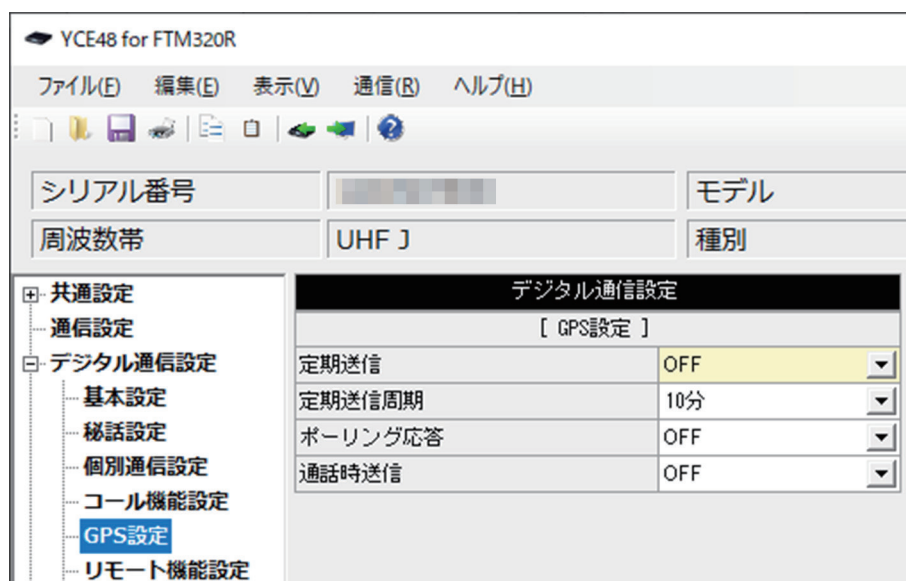 YCE48 for FTM320R
ファイル(F) 編集(E) 表示(V) 通信(R) ヘルプ(H)
シリアル番号 モデル
周波数帯 UHF J 種別
共通設定
通信設定
デジタル通信設定
基本設定
秘話設定
個別通信設定
コール機能設定
GPS設定
リモート機能設定
デジタル通信設定
[ GPS設定 ]
定期送信 OFF
定期送信周期 10分
ポーリング応答 OFF
通話時送信 OFF